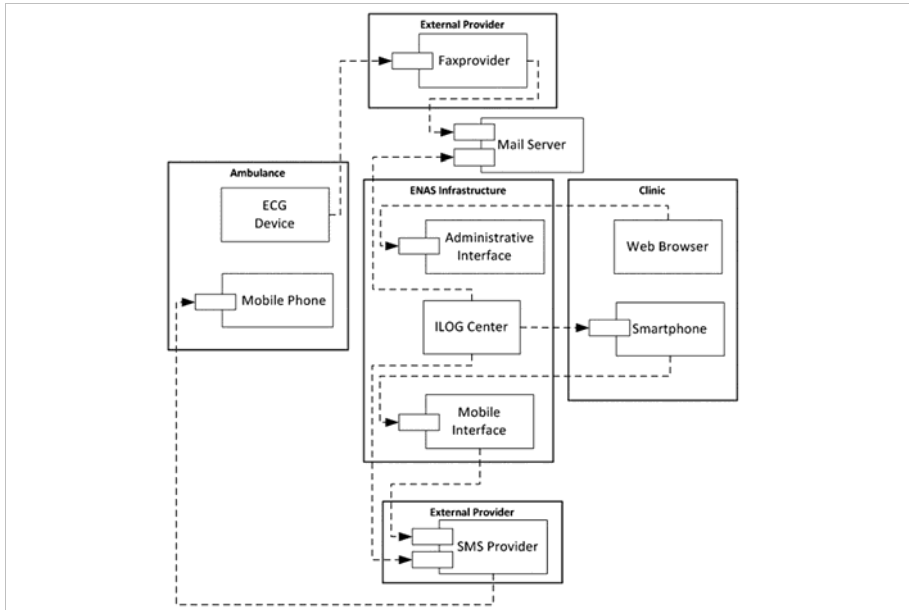 External Provider
Faxprovider
Mail Server
Ambulance
ECG
Device
Mobile Phone
ENAS Infrastructure
Administrative
Interface
ILOG Center
Mobile
Interface
Clinic
Web Browser
Smartphone
External Provider
SMS Provider